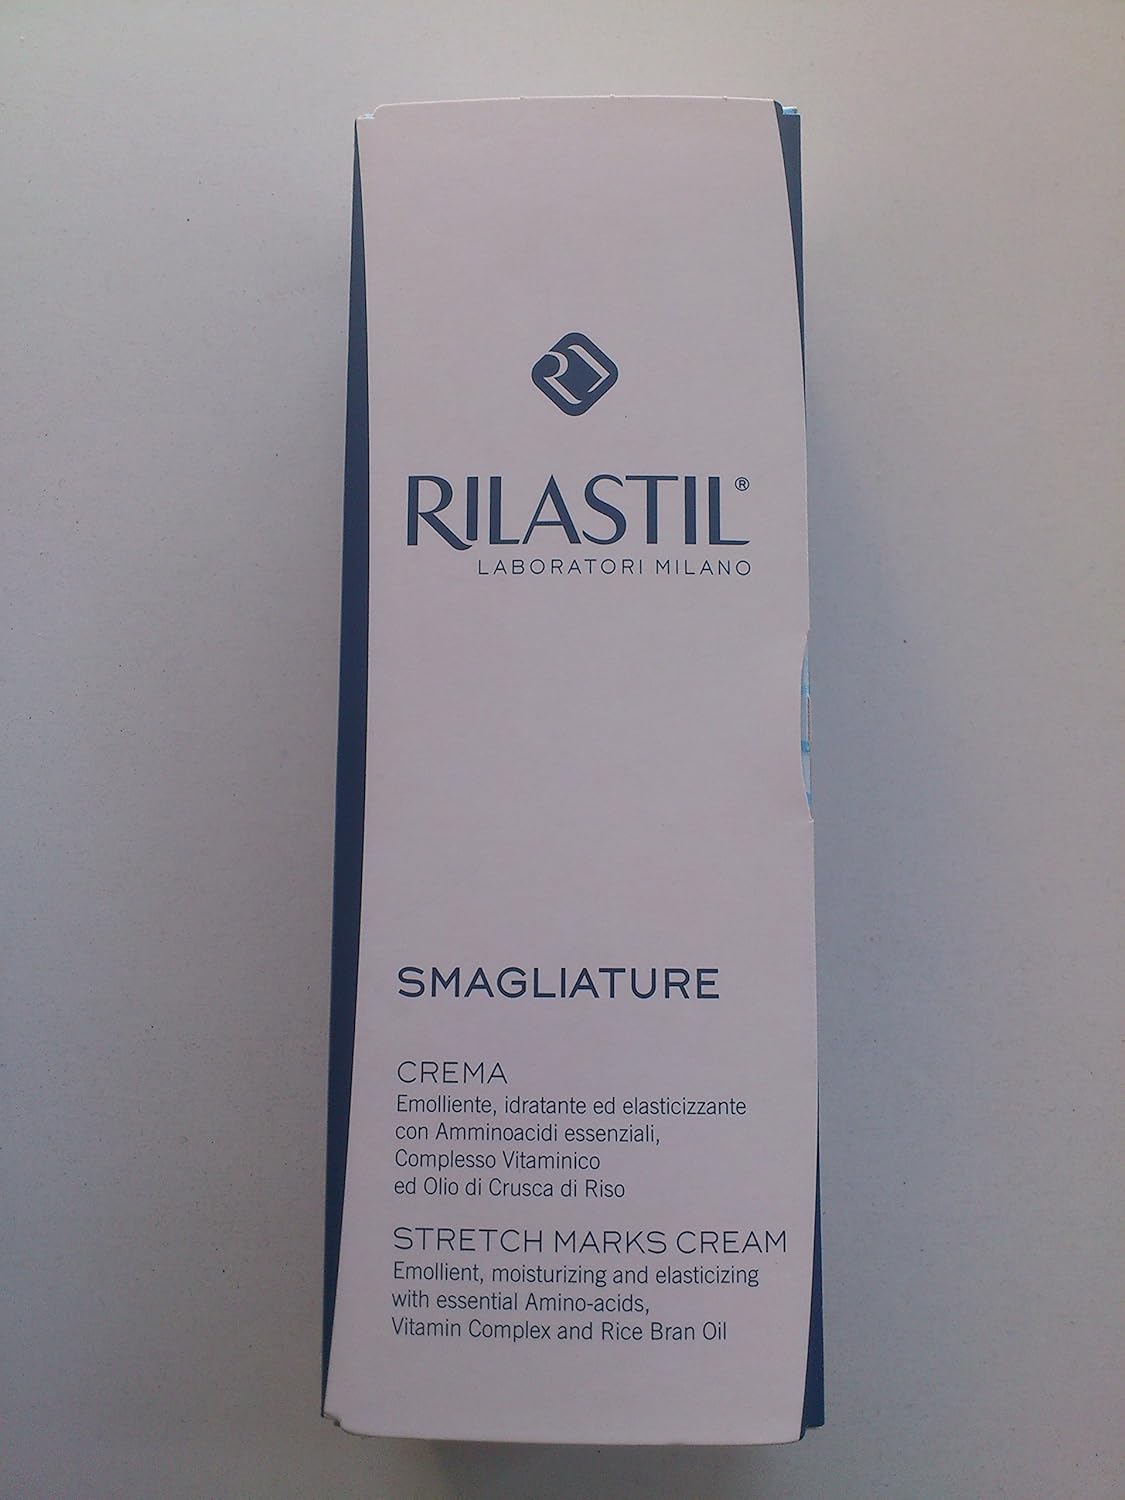 RILASTIL®
LABORATORI MILANO
SMAGLIATURE
CREMA
Emolliente, idratante ed elasticizzante
con Amminoacidi essenziali,
Complesso Vitaminico
ed Olio di Crusca di Riso
STRETCH MARKS CREAM
Emollient, moisturizing and elasticizing
with essential Amino-acids,
Vitamin Complex and Rice Bran Oil